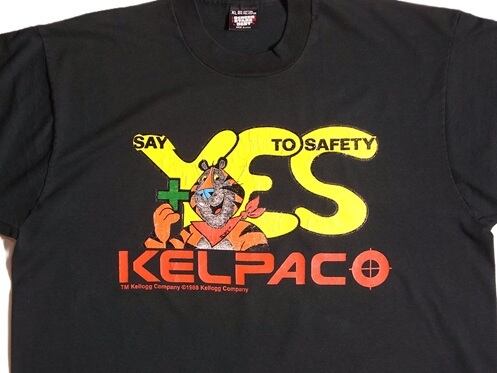 SAY YES TO SAFETY
KELPACO
TM Kellogg Company ©1988 Kellogg Company